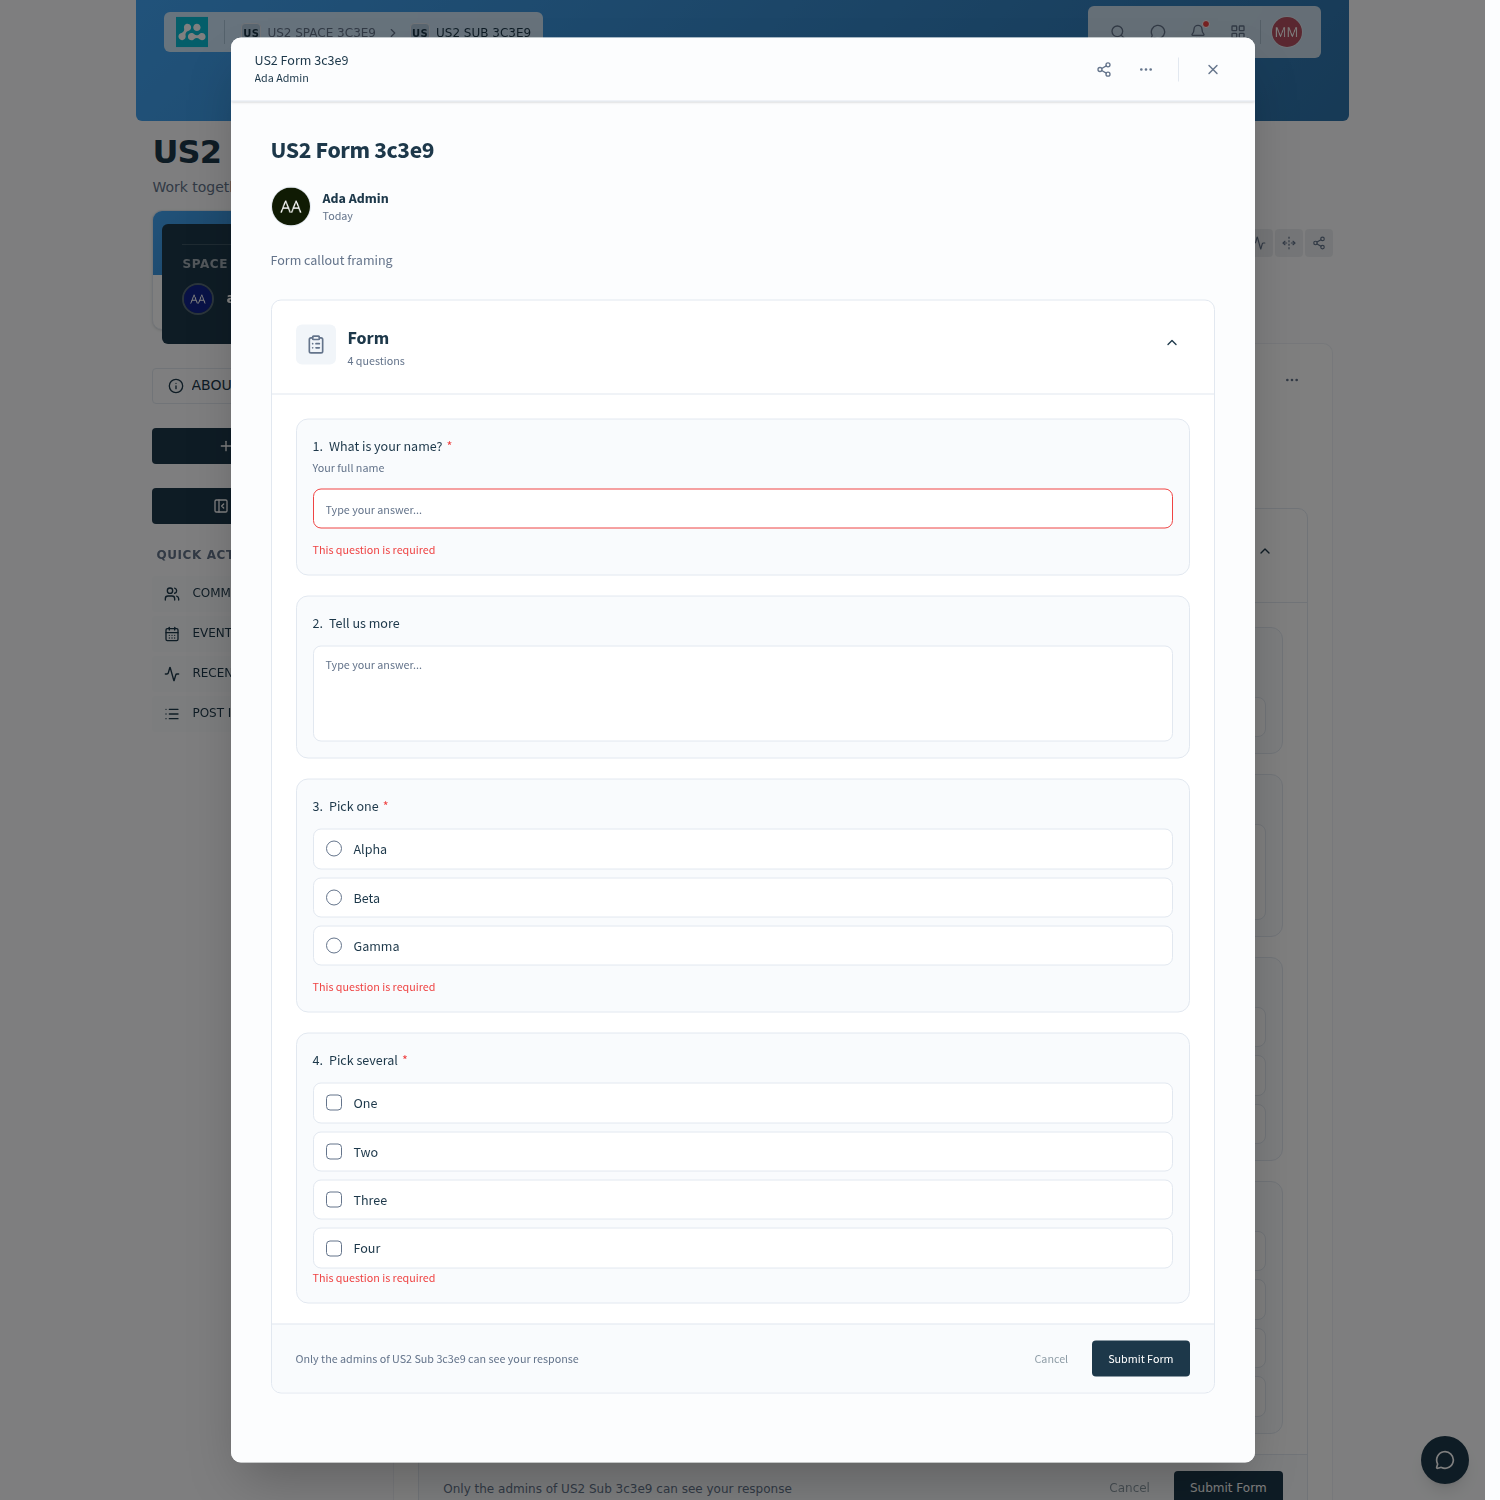 US US2 SPACE 3C3E9 > US US2 SUB 3C3E9
MM
US2 Form 3c3e9
Ada Admin
US2
Work toget
SPACE
AA
ABOU
QUICK ACT
COMM
EVENT
RECEN
POST I
US2 Form 3c3e9
AA
Ada Admin
Today
Form callout framing
Form
4 questions
1. What is your name? *
Your full name
Type your answer...
This question is required
2. Tell us more
Type your answer...
3. Pick one *
Alpha
Beta
Gamma
This question is required
4. Pick several *
One
Two
Three
Four
This question is required
Only the admins of US2 Sub 3c3e9 can see your response
Cancel
Submit Form
Only the admins of US2 Sub 3c3e9 can see your response
Cancel
Submit Form